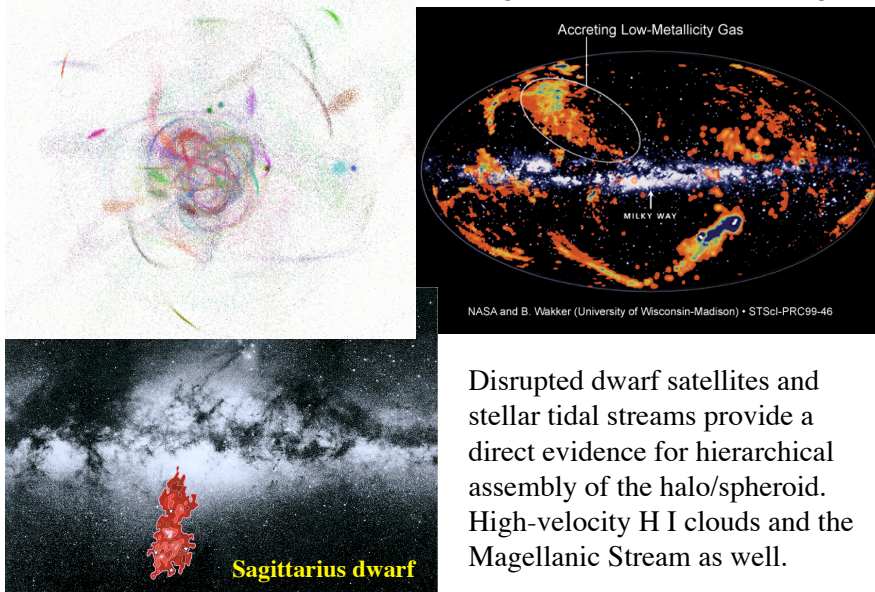 Accreting Low-Metallicity Gas
MILKY WAY
NASA and B. Wakker (University of Wisconsin-Madison) • STScI-PRC99-46
Sagittarius dwarf
Disrupted dwarf satellites and
stellar tidal streams provide a
direct evidence for hierarchical
assembly of the halo/spheroid.
High-velocity H I clouds and the
Magellanic Stream as well.